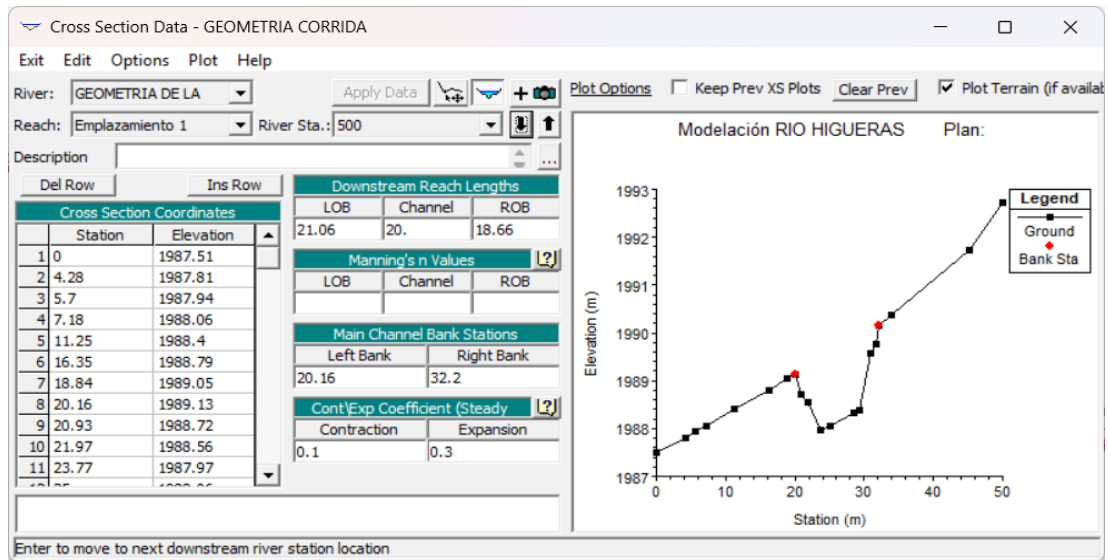 Cross Section Data - GEOMETRIA CORRIDA
Exit Edit Options Plot Help
River: GEOMETRIA DE LA
Apply Data
Reach: Emplazamiento 1 River Sta.: 500
Description ...
Del Row Ins Row
Cross Section Coordinates
Station Elevation
1 0 1987.51
2 4.28 1987.81
3 5.7 1987.94
4 7.18 1988.06
5 11.25 1988.4
6 16.35 1988.79
7 18.84 1989.05
8 20.16 1989.13
9 20.93 1988.72
10 21.97 1988.56
11 23.77 1987.97
Downstream Reach Lengths
LOB Channel ROB
21.06 20. 18.66
Manning's n Values
LOB Channel ROB
Main Channel Bank Stations
Left Bank Right Bank
20.16 32.2
Cont\Exp Coefficient (Steady
Contraction Expansion
0.1 0.3
Plot Options Keep Prev XS Plots Clear Prev Plot Terrain (if availab
Modelación RIO HIGUERAS Plan:
1993
1992
1991
1990
1989
1988
1987
Elevation (m)
0 10 20 30 40 50
Station (m)
Legend
Ground
Bank Sta
Enter to move to next downstream river station location